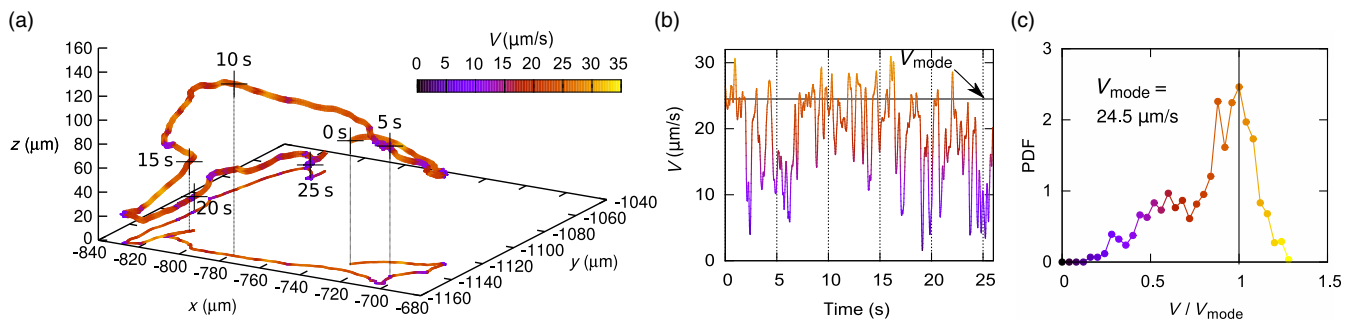 (a)
V (μm/s)
0 5 10 15 20 25 30 35
160
140
120
100
80
60
40
20
0
z (μm)
10 s
0 s
5 s
15 s
20 s
25 s
-840
-820
-800
-780
-760
-740
-720
-700
-680
x (μm)
-1160
-1140
-1120
-1100
-1080
-1060
-1040
y (μm)
(b)
30
20
10
0
V (μm/s)
Vmode
0 5 10 15 20 25
Time (s)
(c)
3
2
1
0
PDF
Vmode =
24.5 μm/s
0 0.5 1 1.5
V / Vmode